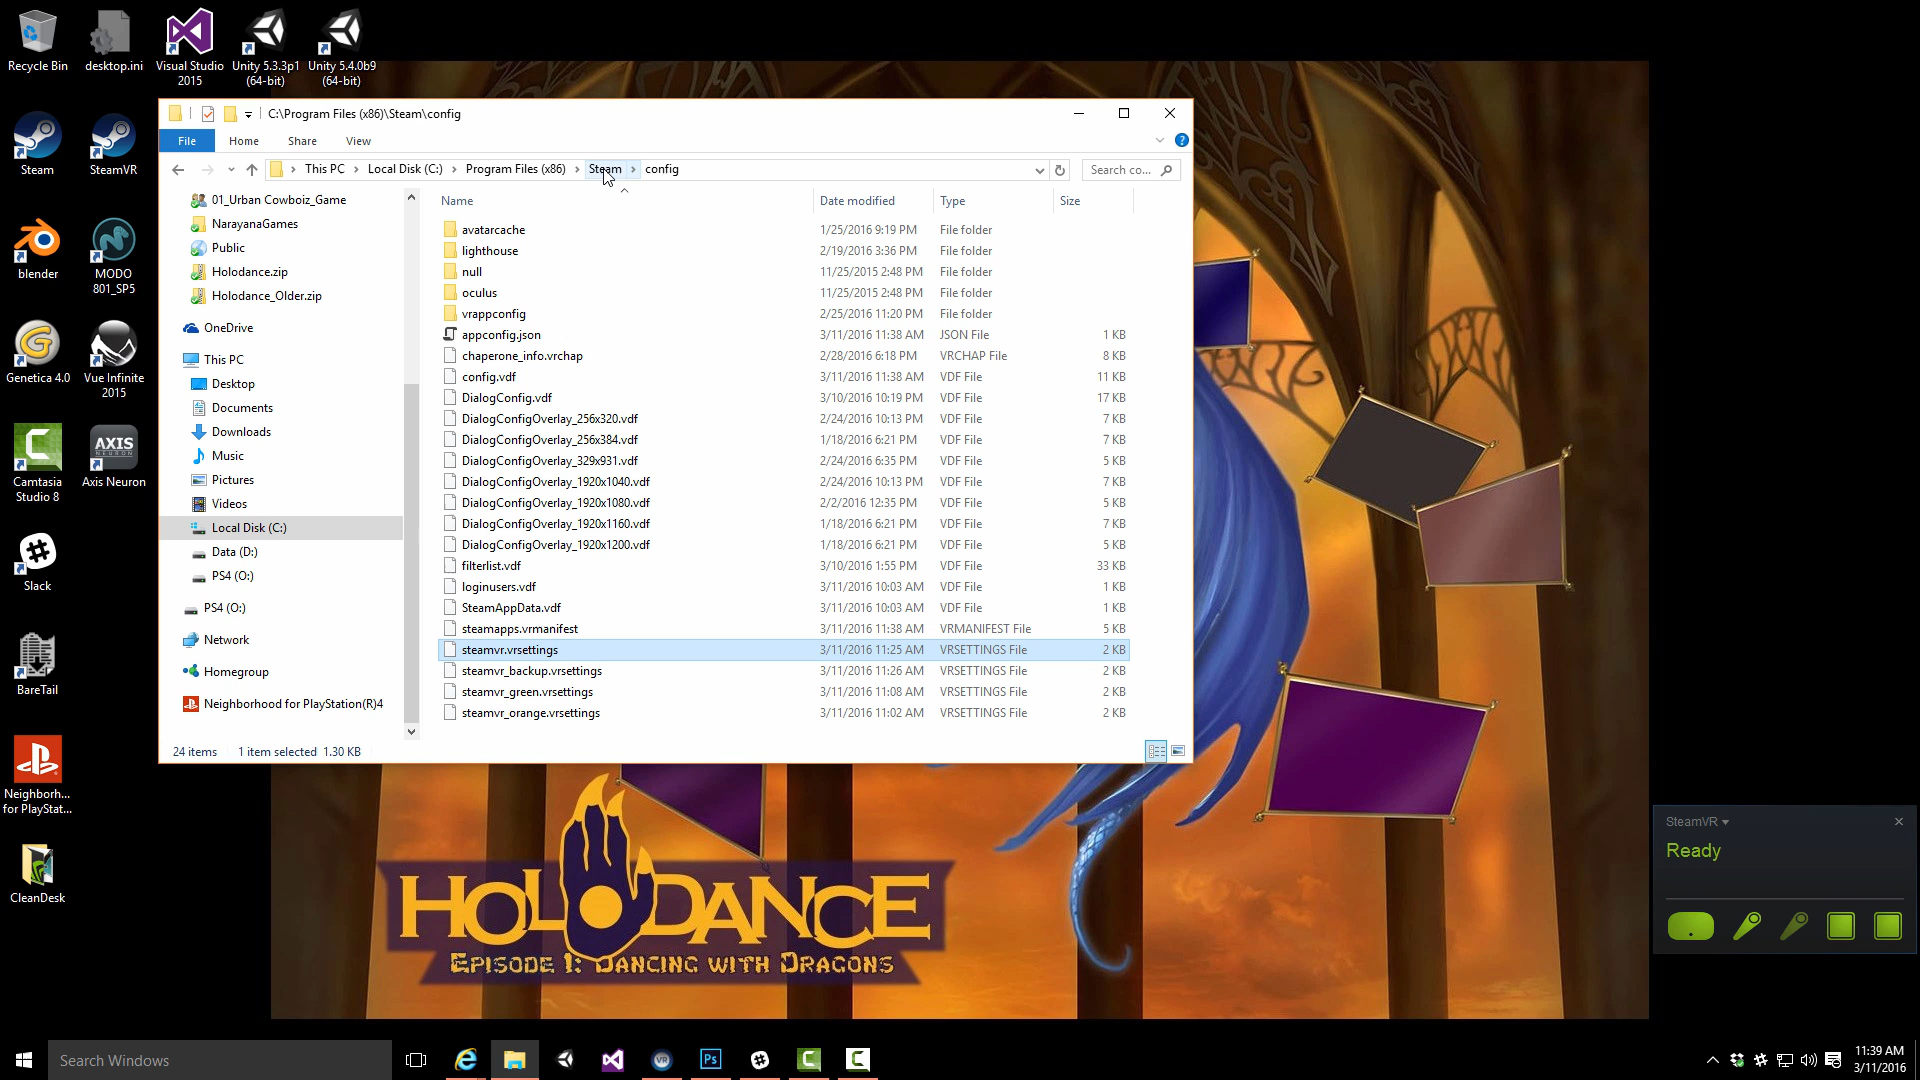 Recycle Bin
desktop.ini
Visual Studio
2015
Unity 5.3.3p1
(64-bit)
Unity 5.4.0b9
(64-bit)
Steam
SteamVR
blender
MODO
801_SP5
Genetica 4.0
Vue Infinite
2015
Camtasia
Studio 8
AXIS
NEURON
Axis Neuron
Slack
BareTail
Neighborh...
for PlayStat...
CleanDesk
C:\Program Files (x86)\Steam\config
File
Home
Share
View
This PC
Local Disk (C:)
Program Files (x86)
Steam
config
Search co...
01_Urban Cowboiz_Game
NarayanaGames
Public
Holodance.zip
Holodance_Older.zip
OneDrive
This PC
Desktop
Documents
Downloads
Music
Pictures
Videos
Local Disk (C:)
Data (D:)
PS4 (O:)
PS4 (O:)
Network
Homegroup
Neighborhood for PlayStation(R)4
Name Date modified Type Size
avatarcache 1/25/2016 9:19 PM File folder
lighthouse 2/19/2016 3:36 PM File folder
null 11/25/2015 2:48 PM File folder
oculus 11/25/2015 2:48 PM File folder
vrappconfig 2/25/2016 11:20 PM File folder
appconfig.json 3/11/2016 11:38 AM JSON File 1 KB
chaperone_info.vrchap 2/28/2016 6:18 PM VRCHAP File 8 KB
config.vdf 3/11/2016 11:38 AM VDF File 11 KB
DialogConfig.vdf 3/10/2016 10:19 PM VDF File 17 KB
DialogConfigOverlay_256x320.vdf 2/24/2016 10:13 PM VDF File 7 KB
DialogConfigOverlay_256x384.vdf 1/18/2016 6:21 PM VDF File 7 KB
DialogConfigOverlay_329x931.vdf 2/24/2016 6:35 PM VDF File 5 KB
DialogConfigOverlay_1920x1040.vdf 2/24/2016 10:13 PM VDF File 7 KB
DialogConfigOverlay_1920x1080.vdf 2/2/2016 12:35 PM VDF File 5 KB
DialogConfigOverlay_1920x1160.vdf 1/18/2016 6:21 PM VDF File 7 KB
DialogConfigOverlay_1920x1200.vdf 1/18/2016 6:21 PM VDF File 5 KB
filterlist.vdf 3/10/2016 1:55 PM VDF File 33 KB
loginusers.vdf 3/11/2016 10:03 AM VDF File 1 KB
SteamAppData.vdf 3/11/2016 10:03 AM VDF File 1 KB
steamapps.vrmanifest 3/11/2016 11:38 AM VRMANIFEST File 5 KB
steamvr.vrsettings 3/11/2016 11:25 AM VRSETTINGS File 2 KB
steamvr_backup.vrsettings 3/11/2016 11:26 AM VRSETTINGS File 2 KB
steamvr_green.vrsettings 3/11/2016 11:08 AM VRSETTINGS File 2 KB
steamvr_orange.vrsettings 3/11/2016 11:02 AM VRSETTINGS File 2 KB
24 items 1 item selected 1.30 KB
HOLODANCE
EPISODE 1: DANCING WITH DRAGONS
SteamVR
Ready
Search Windows
VR
Ps
11:39 AM
3/11/2016